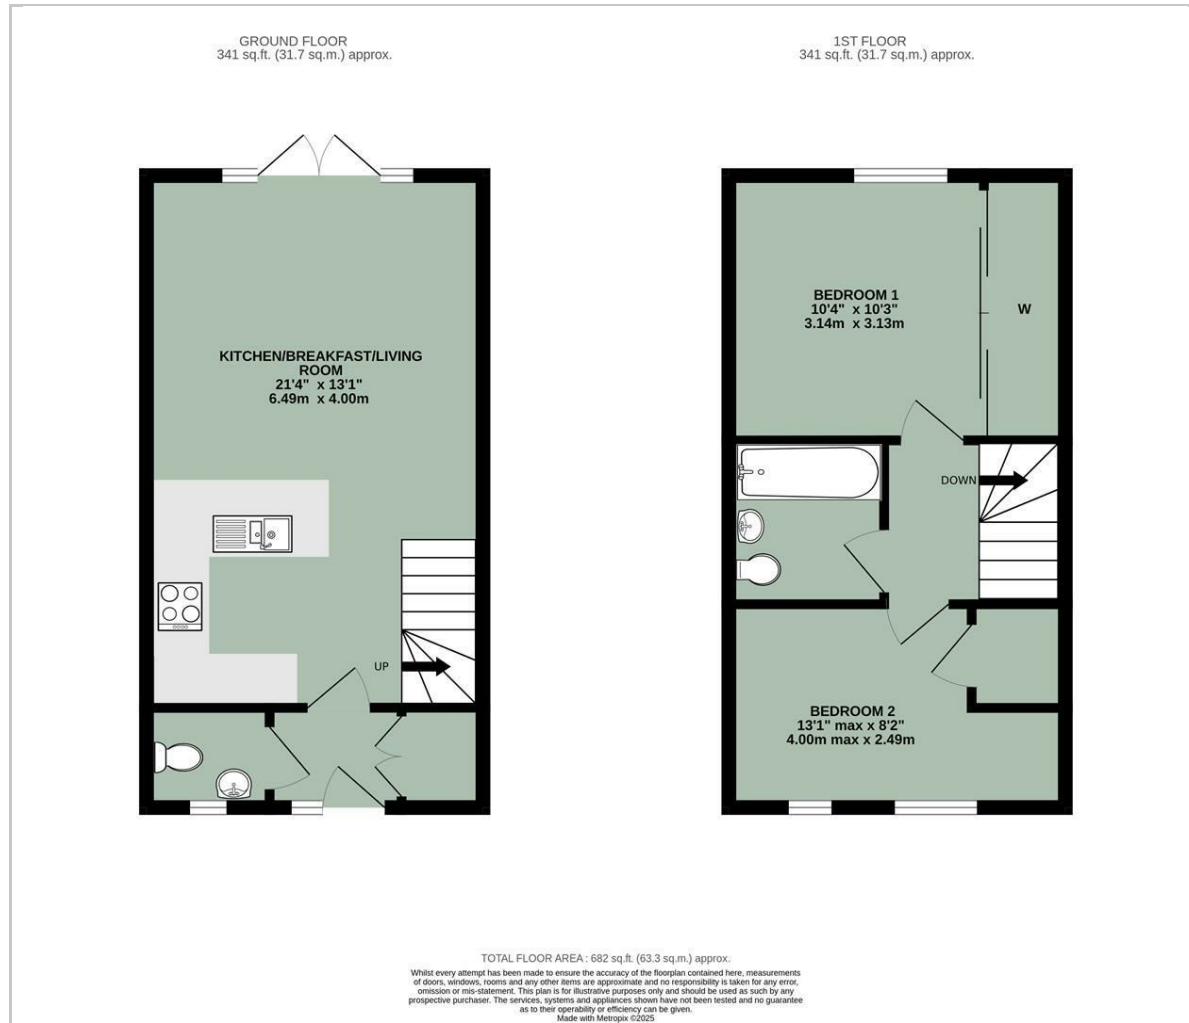 GROUND FLOOR
341 sq.ft. (31.7 sq.m.) approx.
1ST FLOOR
341 sq.ft. (31.7 sq.m.) approx.
KITCHEN/BREAKFAST/LIVING
ROOM
21'4" x 13'1"
6.49m x 4.00m
UP
BEDROOM 1
10'4" x 10'3"
3.14m x 3.13m
W
DOWN
BEDROOM 2
13'1" max x 8'2"
4.00m max x 2.49m
TOTAL FLOOR AREA : 682 sq.ft. (63.3 sq.m.) approx.
Whilst every attempt has been made to ensure the accuracy of the floorplan contained here, measurements
of doors, windows, rooms and any other items are approximate and no responsibility is taken for any error,
omission or mis-statement. This plan is for illustrative purposes only and should be used as such by any
prospective purchaser. The services, systems and appliances shown have not been tested and no guarantee
as to their operability or efficiency can be given.
Made with Metropix ©2025